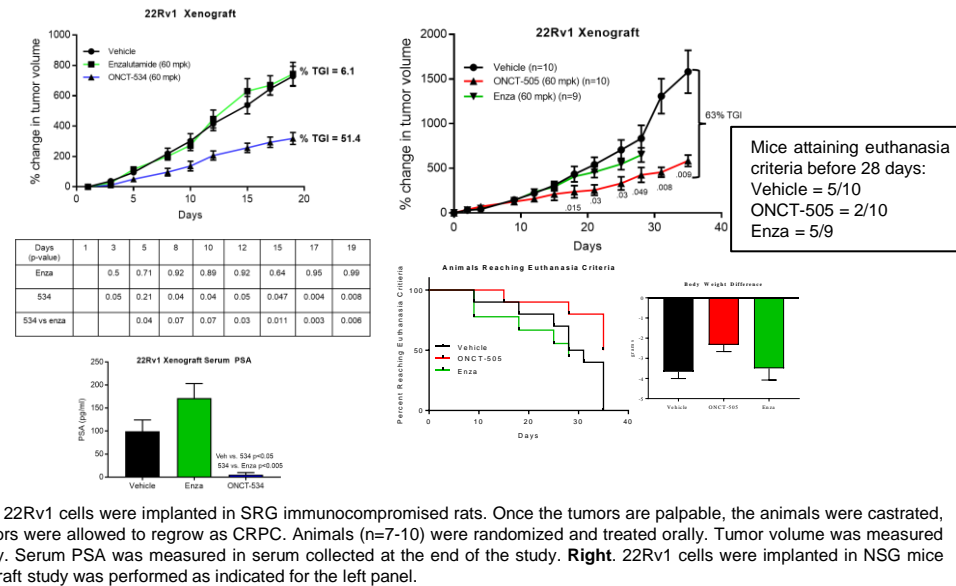 22Rv1 Xenograft
% change in tumor volume
1000
800
600
400
200
0
Vehicle
Enzalutamide (60 mpk)
ONCT-534 (60 mpk)
% TGI = 6.1
% TGI = 51.4
0 5 10 15 20
Days
Days (p-value) 1 3 5 8 10 12 15 17 19
Enza 0.5 0.71 0.92 0.89 0.92 0.64 0.95 0.99
534 0.05 0.21 0.04 0.04 0.05 0.047 0.004 0.008
534 vs enza 0.04 0.07 0.07 0.03 0.011 0.003 0.006
22Rv1 Xenograft Serum PSA
PSA (pg/ml)
250
200
150
100
50
0
Veh vs. 534 p<0.05
534 vs. Enza p<0.005
Vehicle Enza ONCT-534
22Rv1 Xenograft
% change in tumor volume
2000
1500
1000
500
0
Vehicle (n=10)
ONCT-505 (60 mpk) (n=10)
Enza (60 mpk) (n=9)
63% TGI
.015 .03 .03 .049 .008 .009
0 10 20 30 40
Days
Mice attaining euthanasia
criteria before 28 days:
Vehicle = 5/10
ONCT-505 = 2/10
Enza = 5/9
Animals Reaching Euthanasia Criteria
Percent Reaching Euthanasia Critieria
100
50
0
Vehicle
ONCT-505
Enza
0 10 20 30 40
Days
Body Weight Difference
grams
0
-1
-2
-3
-4
-5
Vehicle ONCT-505 Enza
22Rv1 cells were implanted in SRG immunocompromised rats. Once the tumors are palpable, the animals were castrated,
ors were allowed to regrow as CRPC. Animals (n=7-10) were randomized and treated orally. Tumor volume was measured
y. Serum PSA was measured in serum collected at the end of the study. Right. 22Rv1 cells were implanted in NSG mice
raft study was performed as indicated for the left panel.